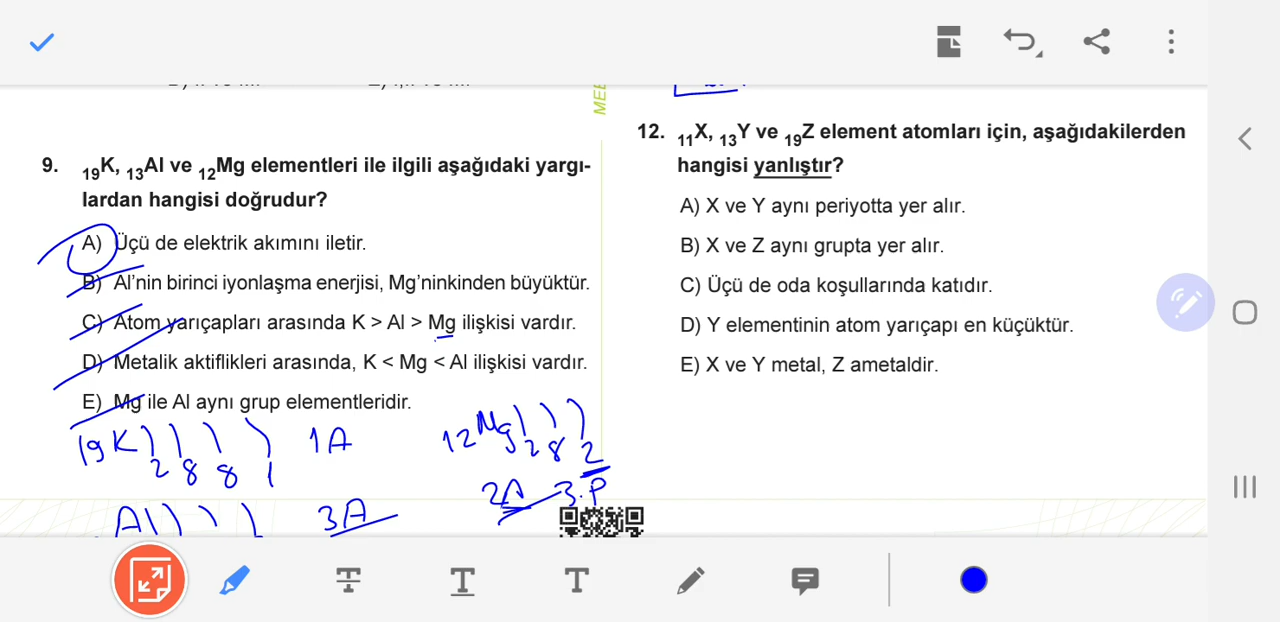 MEB
9. 19K, 13Al ve 12Mg elementleri ile ilgili aşağıdaki yargı-
lardan hangisi doğrudur?
A) Üçü de elektrik akımını iletir.
B) Al’nin birinci iyonlaşma enerjisi, Mg’ninkinden büyüktür.
C) Atom yarıçapları arasında K > Al > Mg ilişkisi vardır.
D) Metalik aktiflikleri arasında, K < Mg < Al ilişkisi vardır.
E) Mg ile Al aynı grup elementleridir.
19K ) ) ) ) 1A
2 8 8 1
Al ) ) ) 3A
12Mg ) ) )
2 8 2
2A 3.P
12. 11X, 13Y ve 19Z element atomları için, aşağıdakilerden
hangisi yanlıştır?
A) X ve Y aynı periyotta yer alır.
B) X ve Z aynı grupta yer alır.
C) Üçü de oda koşullarında katıdır.
D) Y elementinin atom yarıçapı en küçüktür.
E) X ve Y metal, Z ametaldir.